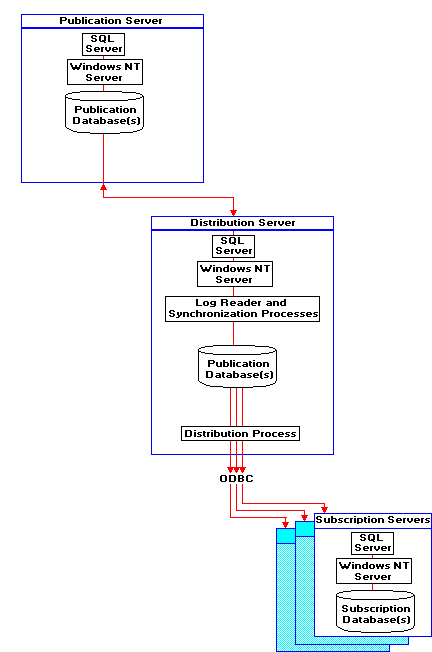 Publication Server
SQL
Server
Windows NT
Server
Publication
Database(s)
Distribution Server
SQL
Server
Windows NT
Server
Log Reader and
Synchronization Processes
Publication
Database(s)
Distribution Process
ODBC
Subscription Servers
SQL
Server
Windows NT
Server
Subscription
Database(s)